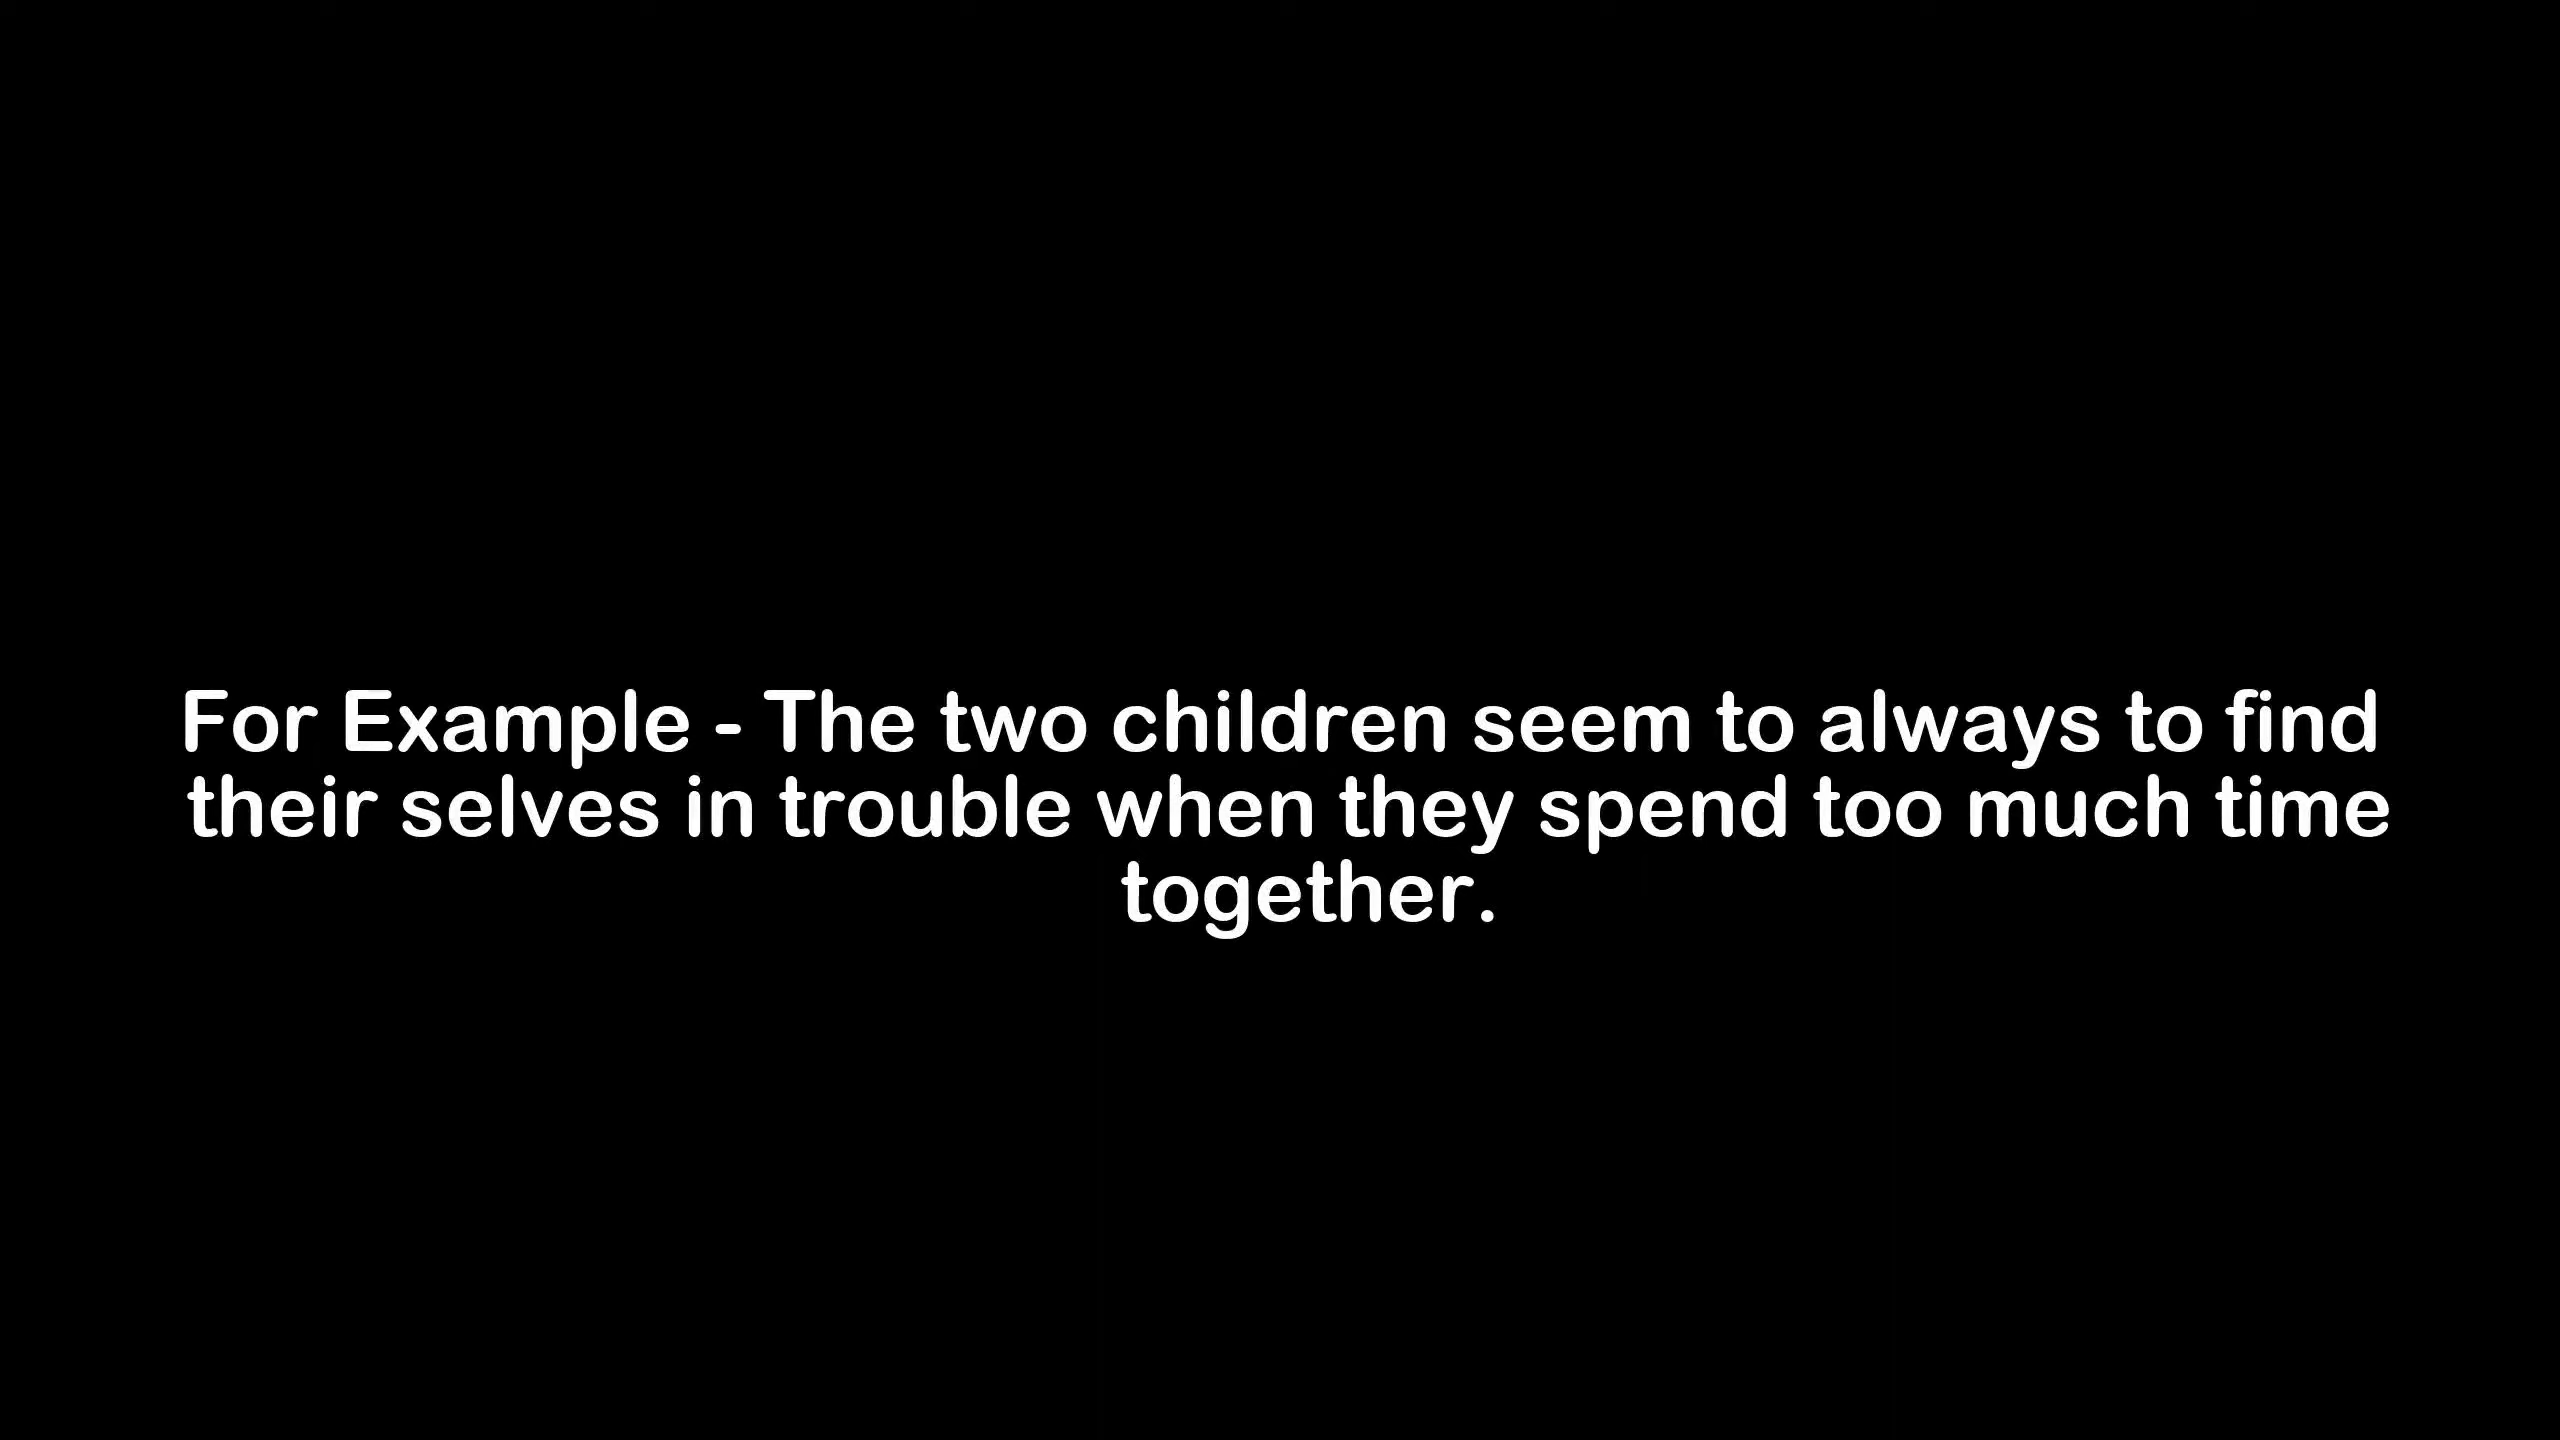 For Example - The two children seem to always to find
their selves in trouble when they spend too much time
together.